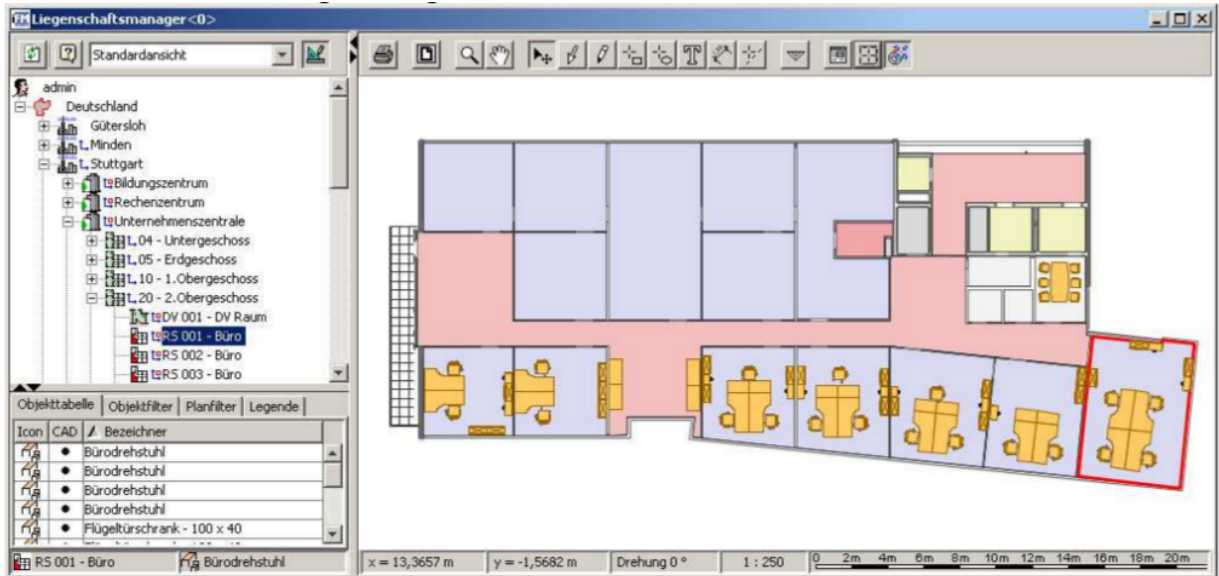 FM Liegenschaftsmanager <0>
Standardansicht
admin
Deutschland
Gütersloh
Minden
Stuttgart
Bildungszentrum
Rechenzentrum
Unternehmenszentrale
04 - Untergeschoss
05 - Erdgeschoss
10 - 1.Obergeschoss
20 - 2.Obergeschoss
DV 001 - DV Raum
RS 001 - Büro
RS 002 - Büro
RS 003 - Büro
Objekttabelle Objektfilter Planfilter Legende
Icon CAD Bezeichner
Bürodrehstuhl
Bürodrehstuhl
Bürodrehstuhl
Bürodrehstuhl
Flügeltürschrank - 100 x 40
RS 001 - Büro Bürodrehstuhl
x = 13,3657 m y = -1,5682 m Drehung 0 ° 1 : 250 0 2m 4m 6m 8m 10m 12m 14m 16m 18m 20m